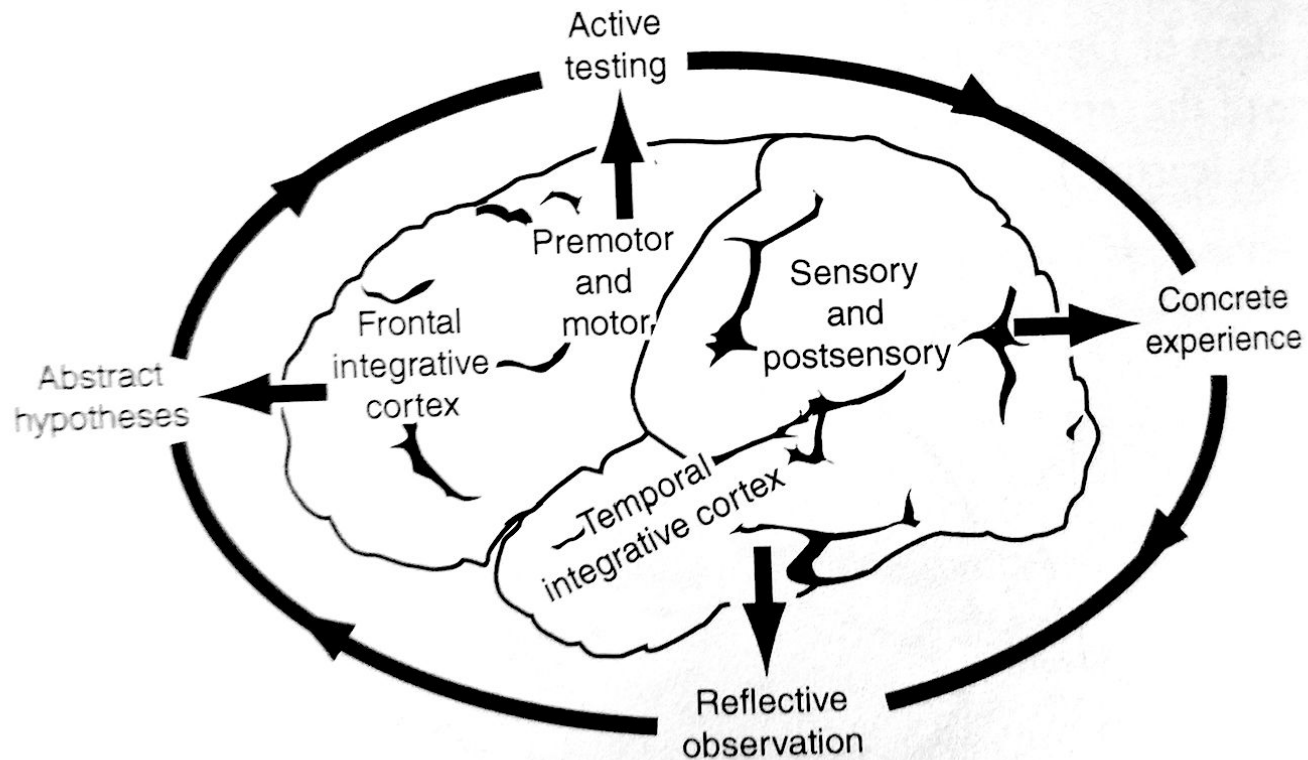 Active
testing
Premotor
and
motor
Sensory
and
postsensory
Concrete
experience
Frontal
integrative
cortex
Abstract
hypotheses
Temporal
integrative cortex
Reflective
observation